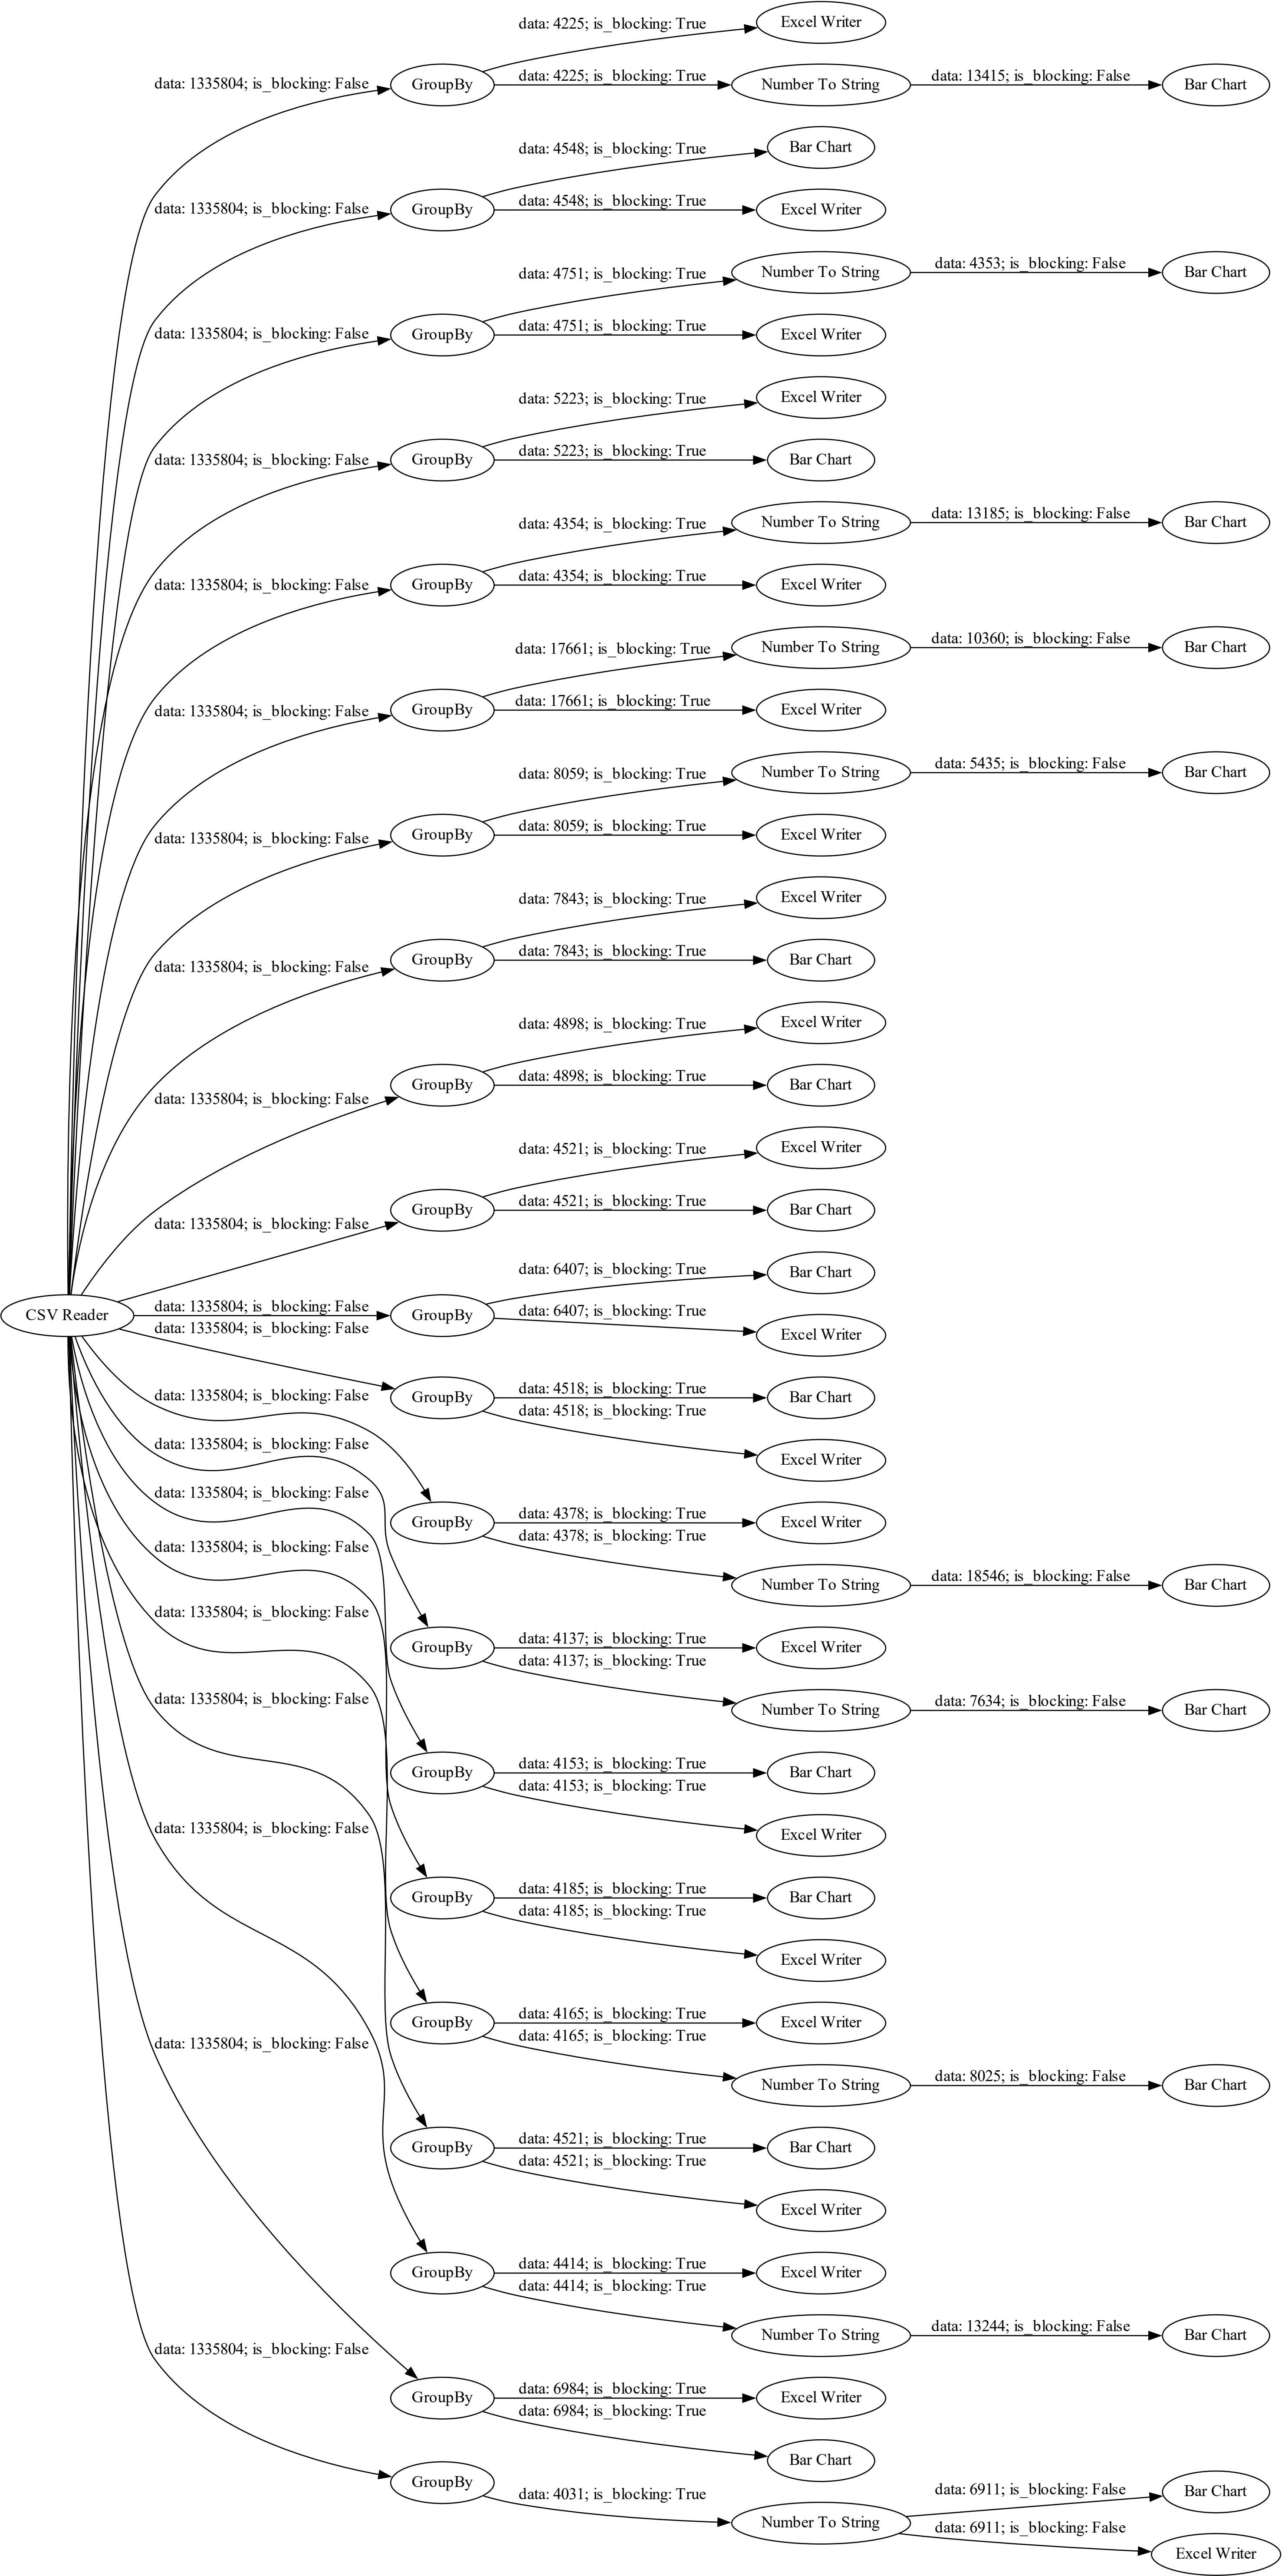 data: 4225; is_blocking: True
Excel Writer
data: 1335804; is_blocking: False
GroupBy
data: 4225; is_blocking: True
Number To String
data: 13415; is_blocking: False
Bar Chart
data: 4548; is_blocking: True
Bar Chart
data: 1335804; is_blocking: False
GroupBy
data: 4548; is_blocking: True
Excel Writer
data: 4751; is_blocking: True
Number To String
data: 4353; is_blocking: False
Bar Chart
data: 1335804; is_blocking: False
GroupBy
data: 4751; is_blocking: True
Excel Writer
data: 5223; is_blocking: True
Excel Writer
data: 1335804; is_blocking: False
GroupBy
data: 5223; is_blocking: True
Bar Chart
data: 4354; is_blocking: True
Number To String
data: 13185; is_blocking: False
Bar Chart
data: 1335804; is_blocking: False
GroupBy
data: 4354; is_blocking: True
Excel Writer
data: 17661; is_blocking: True
Number To String
data: 10360; is_blocking: False
Bar Chart
data: 1335804; is_blocking: False
GroupBy
data: 17661; is_blocking: True
Excel Writer
data: 8059; is_blocking: True
Number To String
data: 5435; is_blocking: False
Bar Chart
data: 1335804; is_blocking: False
GroupBy
data: 8059; is_blocking: True
Excel Writer
data: 7843; is_blocking: True
Excel Writer
data: 1335804; is_blocking: False
GroupBy
data: 7843; is_blocking: True
Bar Chart
data: 4898; is_blocking: True
Excel Writer
data: 1335804; is_blocking: False
GroupBy
data: 4898; is_blocking: True
Bar Chart
data: 4521; is_blocking: True
Excel Writer
data: 1335804; is_blocking: False
GroupBy
data: 4521; is_blocking: True
Bar Chart
data: 6407; is_blocking: True
Bar Chart
CSV Reader
data: 1335804; is_blocking: False
GroupBy
data: 6407; is_blocking: True
Excel Writer
data: 1335804; is_blocking: False
GroupBy
data: 4518; is_blocking: True
Bar Chart
data: 4518; is_blocking: True
Excel Writer
data: 1335804; is_blocking: False
GroupBy
data: 4378; is_blocking: True
Excel Writer
data: 4378; is_blocking: True
Number To String
data: 18546; is_blocking: False
Bar Chart
data: 1335804; is_blocking: False
GroupBy
data: 4137; is_blocking: True
Excel Writer
data: 4137; is_blocking: True
Number To String
data: 7634; is_blocking: False
Bar Chart
data: 1335804; is_blocking: False
GroupBy
data: 4153; is_blocking: True
Bar Chart
data: 4153; is_blocking: True
Excel Writer
data: 1335804; is_blocking: False
GroupBy
data: 4185; is_blocking: True
Bar Chart
data: 4185; is_blocking: True
Excel Writer
data: 1335804; is_blocking: False
GroupBy
data: 4165; is_blocking: True
Excel Writer
data: 4165; is_blocking: True
Number To String
data: 8025; is_blocking: False
Bar Chart
data: 1335804; is_blocking: False
GroupBy
data: 4521; is_blocking: True
Bar Chart
data: 4521; is_blocking: True
Excel Writer
data: 1335804; is_blocking: False
GroupBy
data: 4414; is_blocking: True
Excel Writer
data: 4414; is_blocking: True
Number To String
data: 13244; is_blocking: False
Bar Chart
data: 1335804; is_blocking: False
GroupBy
data: 6984; is_blocking: True
Excel Writer
data: 6984; is_blocking: True
Bar Chart
data: 1335804; is_blocking: False
GroupBy
data: 4031; is_blocking: True
Number To String
data: 6911; is_blocking: False
Bar Chart
data: 6911; is_blocking: False
Excel Writer